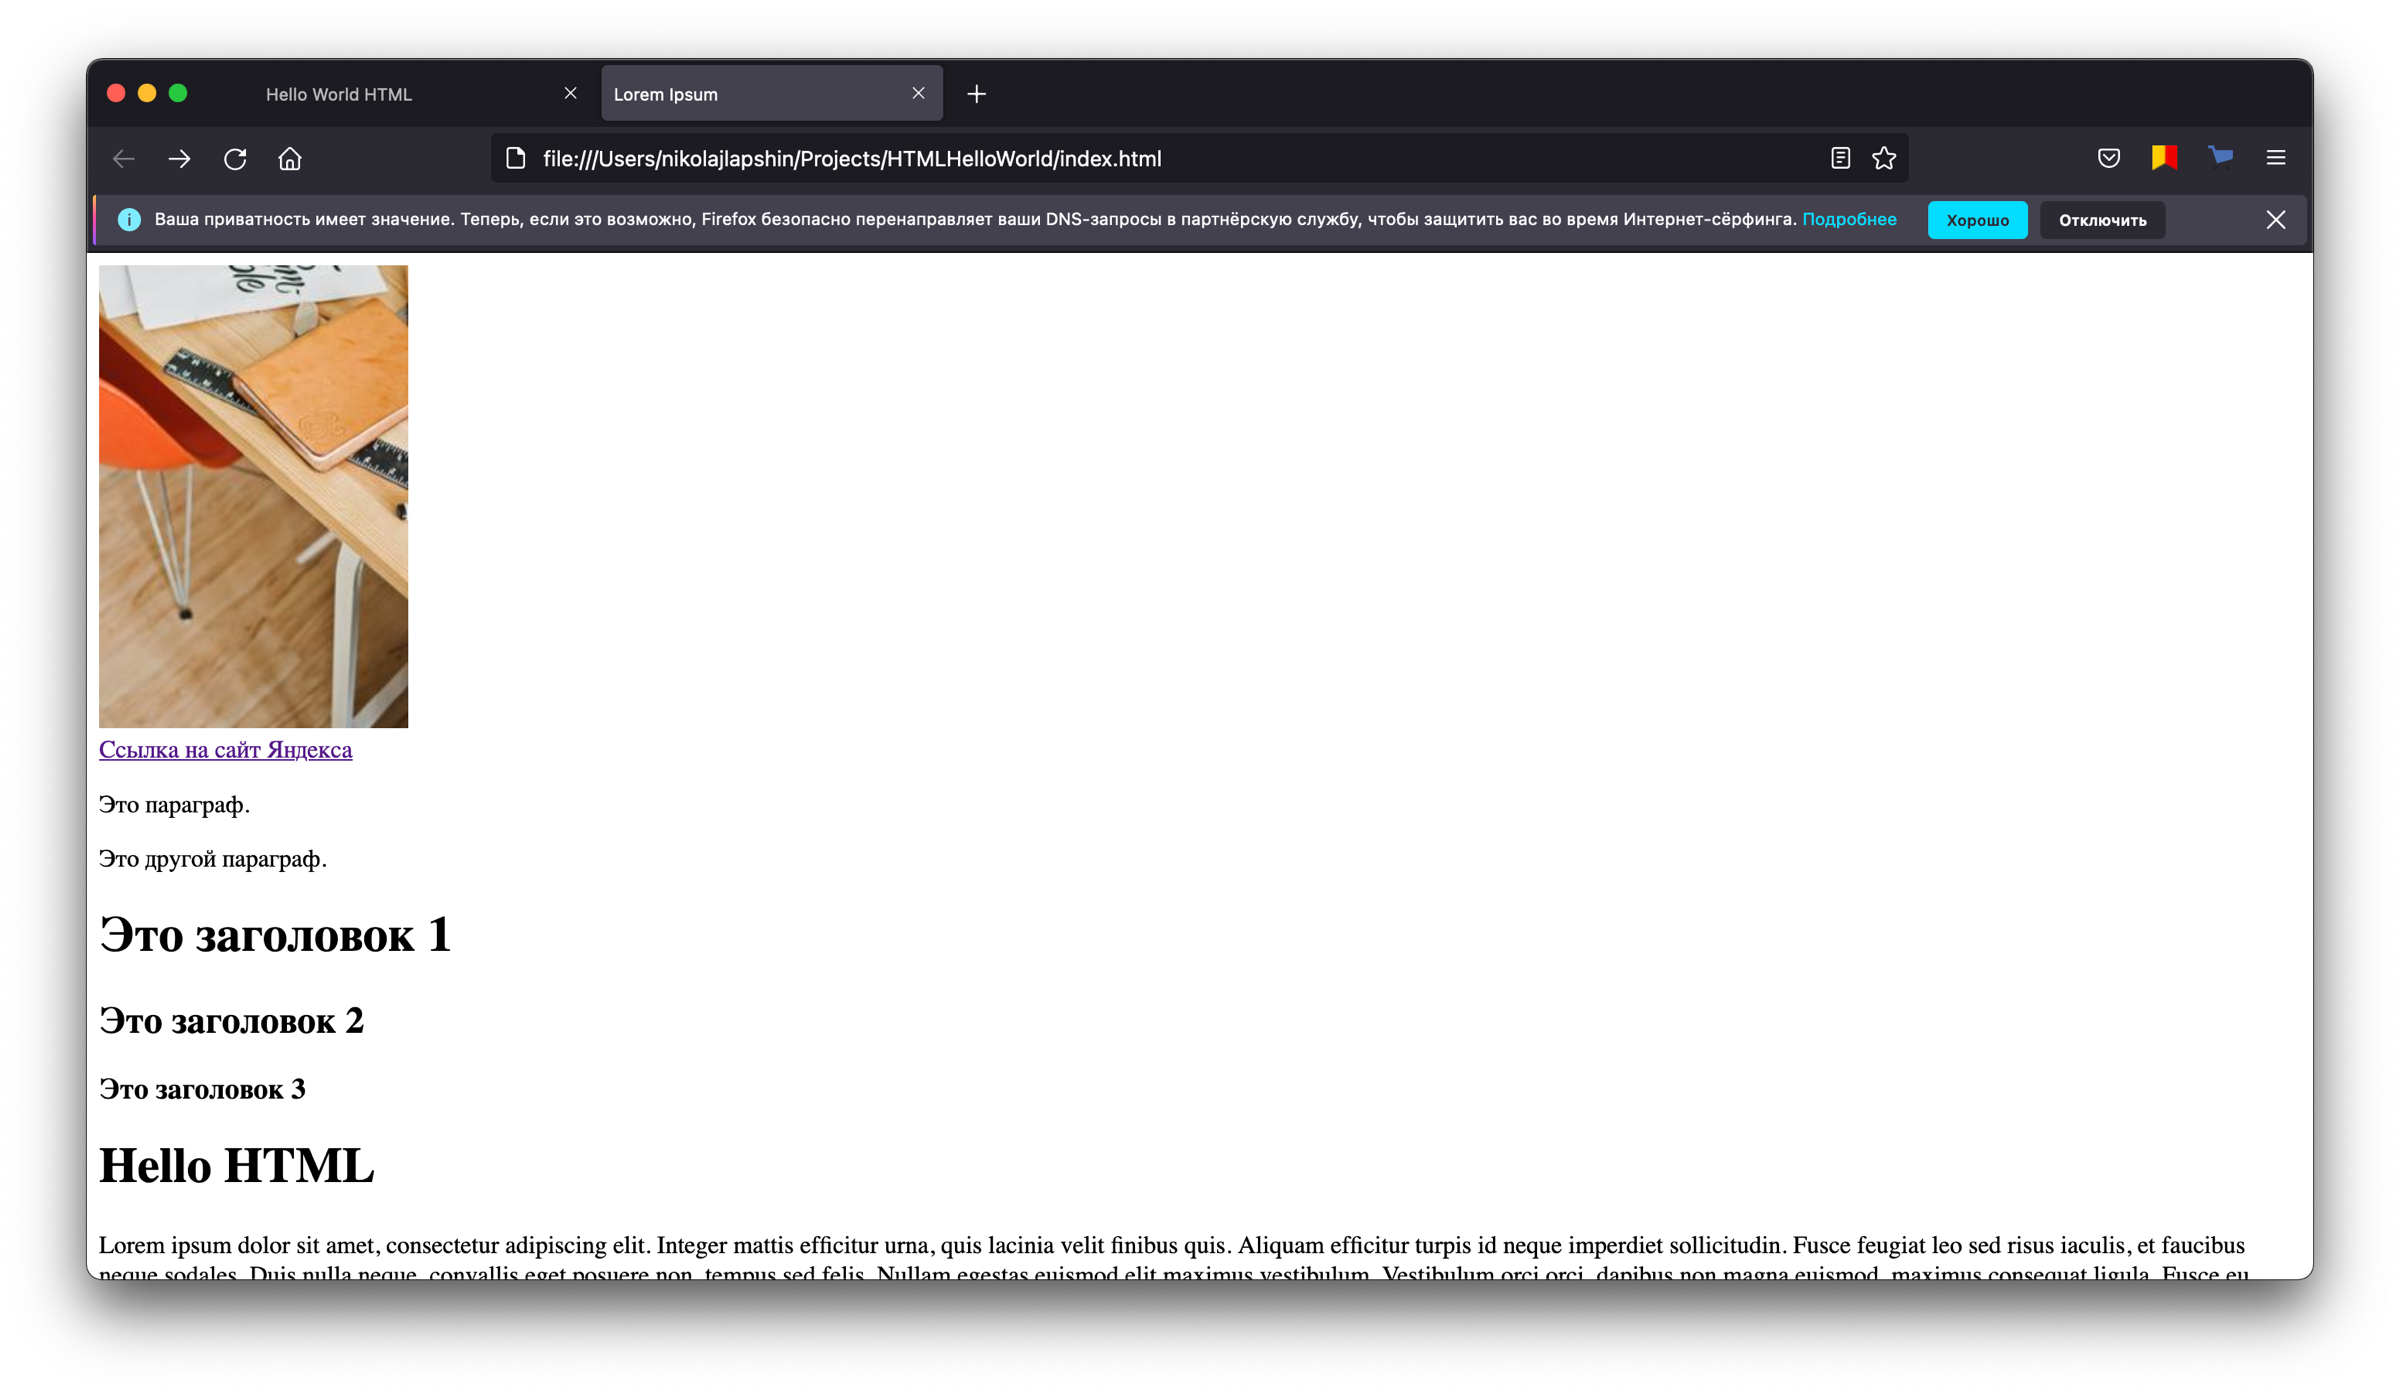 Hello World HTML
Lorem Ipsum
file:///Users/nikolajlapshin/Projects/HTMLHelloWorld/index.html
Ваша приватность имеет значение. Теперь, если это возможно, Firefox безопасно перенаправляет ваши DNS-запросы в партнёрскую службу, чтобы защитить вас во время Интернет-сёрфинга. Подробнее
Хорошо
Отключить
Ссылка на сайт Яндекса
Это параграф.
Это другой параграф.
Это заголовок 1
Это заголовок 2
Это заголовок 3
Hello HTML
Lorem ipsum dolor sit amet, consectetur adipiscing elit. Integer mattis efficitur urna, quis lacinia velit finibus quis. Aliquam efficitur turpis id neque imperdiet sollicitudin. Fusce feugiat leo sed risus iaculis, et faucibus
neque sodales. Duis nulla neque, convallis eget posuere non, tempus sed felis. Nullam egestas euismod elit maximus vestibulum. Vestibulum orci orci, dapibus non magna euismod, maximus consequat ligula. Fusce eu